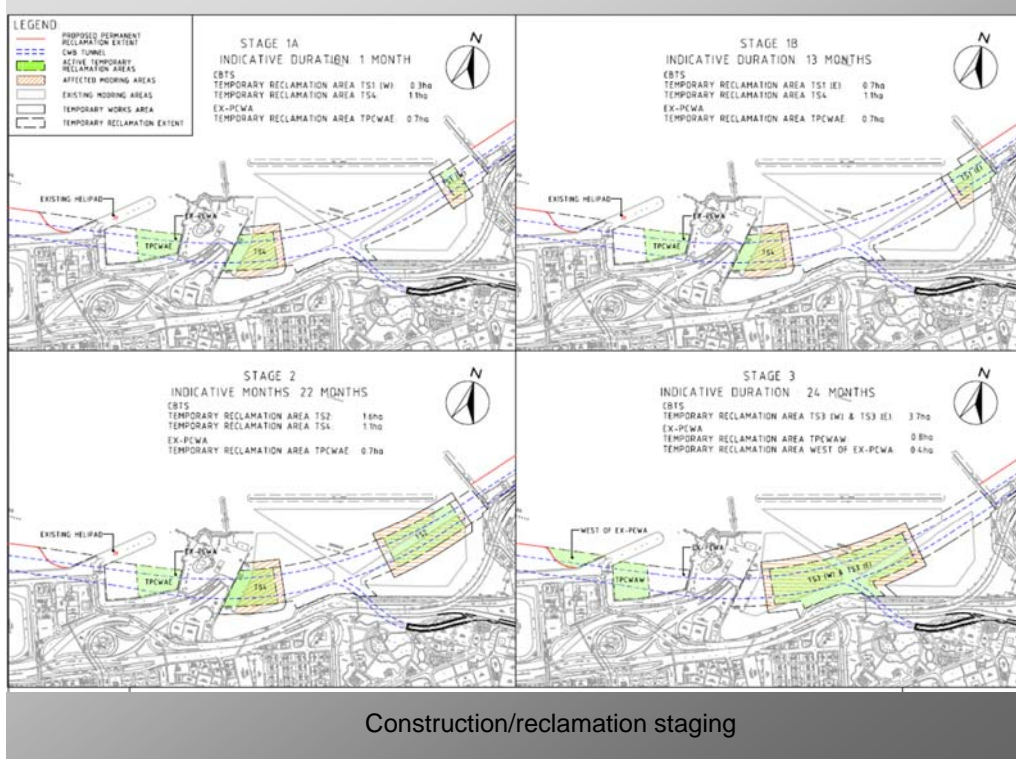 LEGEND
PROPOSED PERMANENT
RECLAMATION EXTENT
CWB TUNNEL
ACTIVE TEMPORARY
RECLAMATION AREAS
AFFECTED MOORING AREAS
EXISTING MOORING AREAS
TEMPORARY WORKS AREA
TEMPORARY RECLAMATION EXTENT
STAGE 1A
INDICATIVE DURATION 1 MONTH
CBTS
TEMPORARY RECLAMATION AREA TS1 (W) 0.3ha
TEMPORARY RECLAMATION AREA TS4 1.1ha
EX-PCWA
TEMPORARY RECLAMATION AREA TPCWAE 0.7ha
N
EXISTING HELIPAD
EX-PCWA
TPCWAE
TS4
STAGE 1B
INDICATIVE DURATION 13 MONTHS
CBTS
TEMPORARY RECLAMATION AREA TS1 (E) 0.7ha
TEMPORARY RECLAMATION AREA TS4 1.1ha
EX-PCWA
TEMPORARY RECLAMATION AREA TPCWAE 0.7ha
N
TS1 (E)
EXISTING HELIPAD
EX-PCWA
TPCWAE
TS4
STAGE 2
INDICATIVE MONTHS 22 MONTHS
CBTS
TEMPORARY RECLAMATION AREA TS2 1.6ha
TEMPORARY RECLAMATION AREA TS4 1.1ha
EX-PCWA
TEMPORARY RECLAMATION AREA TPCWAE 0.7ha
N
TS2
EXISTING HELIPAD
EX-PCWA
TPCWAE
TS4
STAGE 3
INDICATIVE DURATION 24 MONTHS
CBTS
TEMPORARY RECLAMATION AREA TS3 (W) & TS3 (E) 3.7ha
EX-PCWA
TEMPORARY RECLAMATION AREA TPCWAW 0.8ha
TEMPORARY RECLAMATION AREA WEST OF EX-PCWA 0.4ha
N
WEST OF EX-PCWA
EX-PCWA
TPCWAW
TS3 (W) & TS3 (E)
Construction/reclamation staging